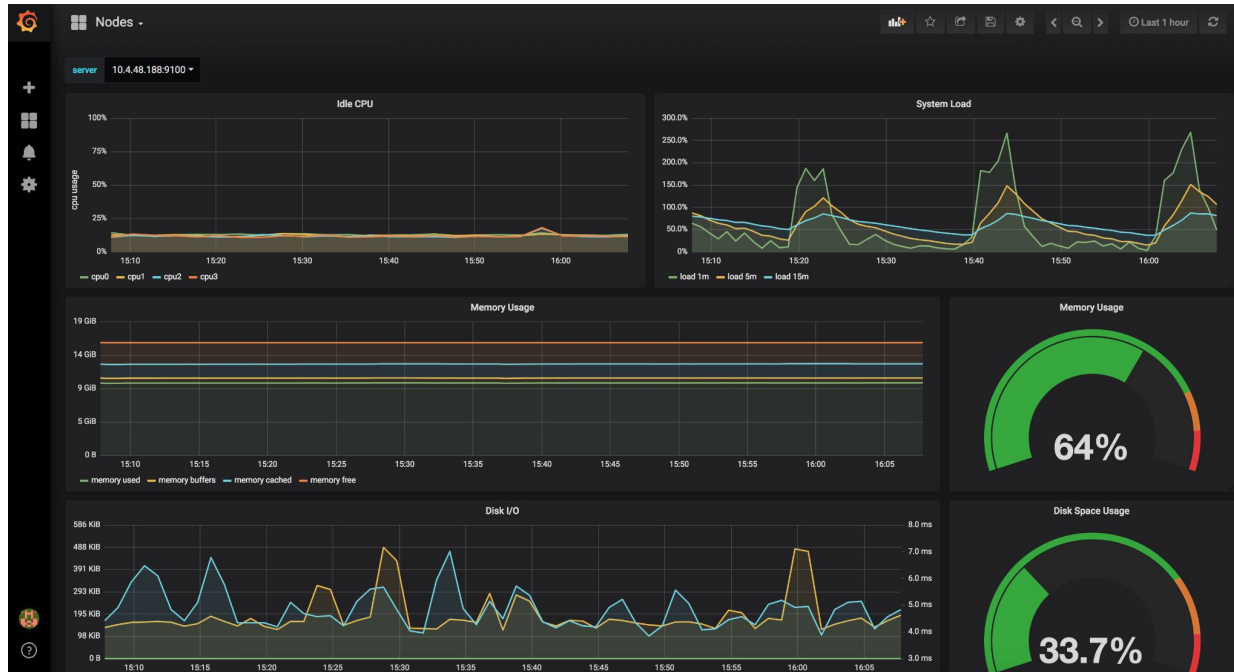 Nodes
Last 1 hour
server 10.4.48.188:9100
Idle CPU
cpu usage
100%
75%
50%
25%
0%
15:10 15:20 15:30 15:40 15:50 16:00
cpu0 cpu1 cpu2 cpu3
System Load
300.0%
250.0%
200.0%
150.0%
100.0%
50.0%
0%
15:10 15:20 15:30 15:40 15:50 16:00
load 1m load 5m load 15m
Memory Usage
19 GiB
14 GiB
9 GiB
5 GiB
0 B
15:10 15:15 15:20 15:25 15:30 15:35 15:40 15:45 15:50 15:55 16:00 16:05
memory used memory buffers memory cached memory free
Memory Usage
64%
Disk I/O
586 KiB
488 KiB
391 KiB
293 KiB
195 KiB
98 KiB
0 B
8.0 ms
7.0 ms
6.0 ms
5.0 ms
4.0 ms
3.0 ms
15:10 15:15 15:20 15:25 15:30 15:35 15:40 15:45 15:50 15:55 16:00 16:05
Disk Space Usage
33.7%